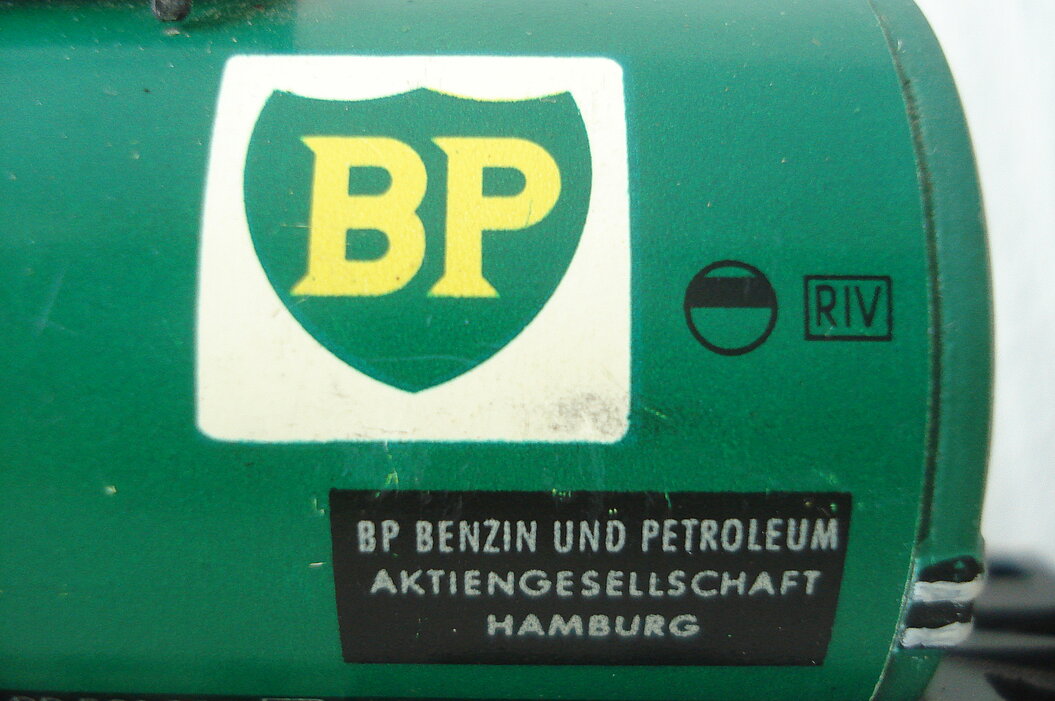 BP
RIV
BP BENZIN UND PETROLEUM
AKTIENGESELLSCHAFT
HAMBURG